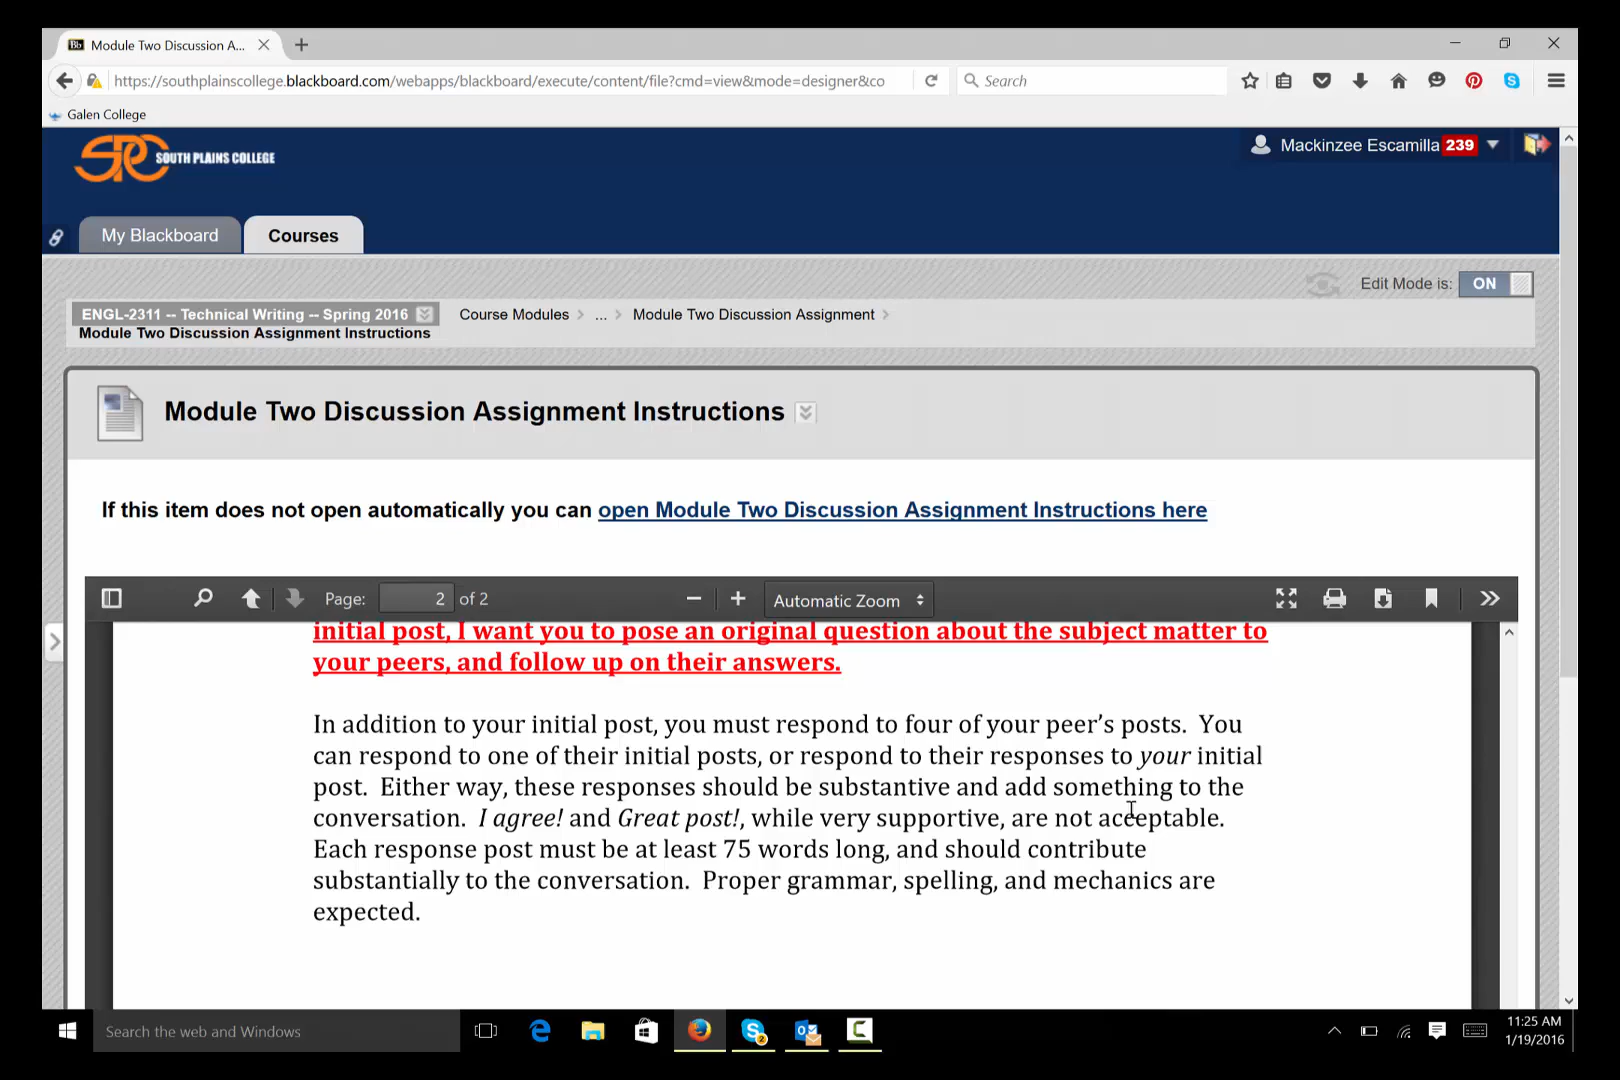 Module Two Discussion A...
https://southplainscollege.blackboard.com/webapps/blackboard/execute/content/file?cmd=view&mode=designer&co
Search
Galen College
SPC SOUTH PLAINS COLLEGE
Mackinzee Escamilla 239
My Blackboard
Courses
Edit Mode is: ON
ENGL-2311 -- Technical Writing -- Spring 2016
Course Modules > ... > Module Two Discussion Assignment >
Module Two Discussion Assignment Instructions
Module Two Discussion Assignment Instructions
If this item does not open automatically you can open Module Two Discussion Assignment Instructions here
Page: 2 of 2
Automatic Zoom
initial post, I want you to pose an original question about the subject matter to
your peers, and follow up on their answers.
In addition to your initial post, you must respond to four of your peer’s posts.  You
can respond to one of their initial posts, or respond to their responses to your initial
post.  Either way, these responses should be substantive and add something to the
conversation.  I agree! and Great post!, while very supportive, are not acceptable.
Each response post must be at least 75 words long, and should contribute
substantially to the conversation.  Proper grammar, spelling, and mechanics are
expected.
Search the web and Windows
11:25 AM
1/19/2016